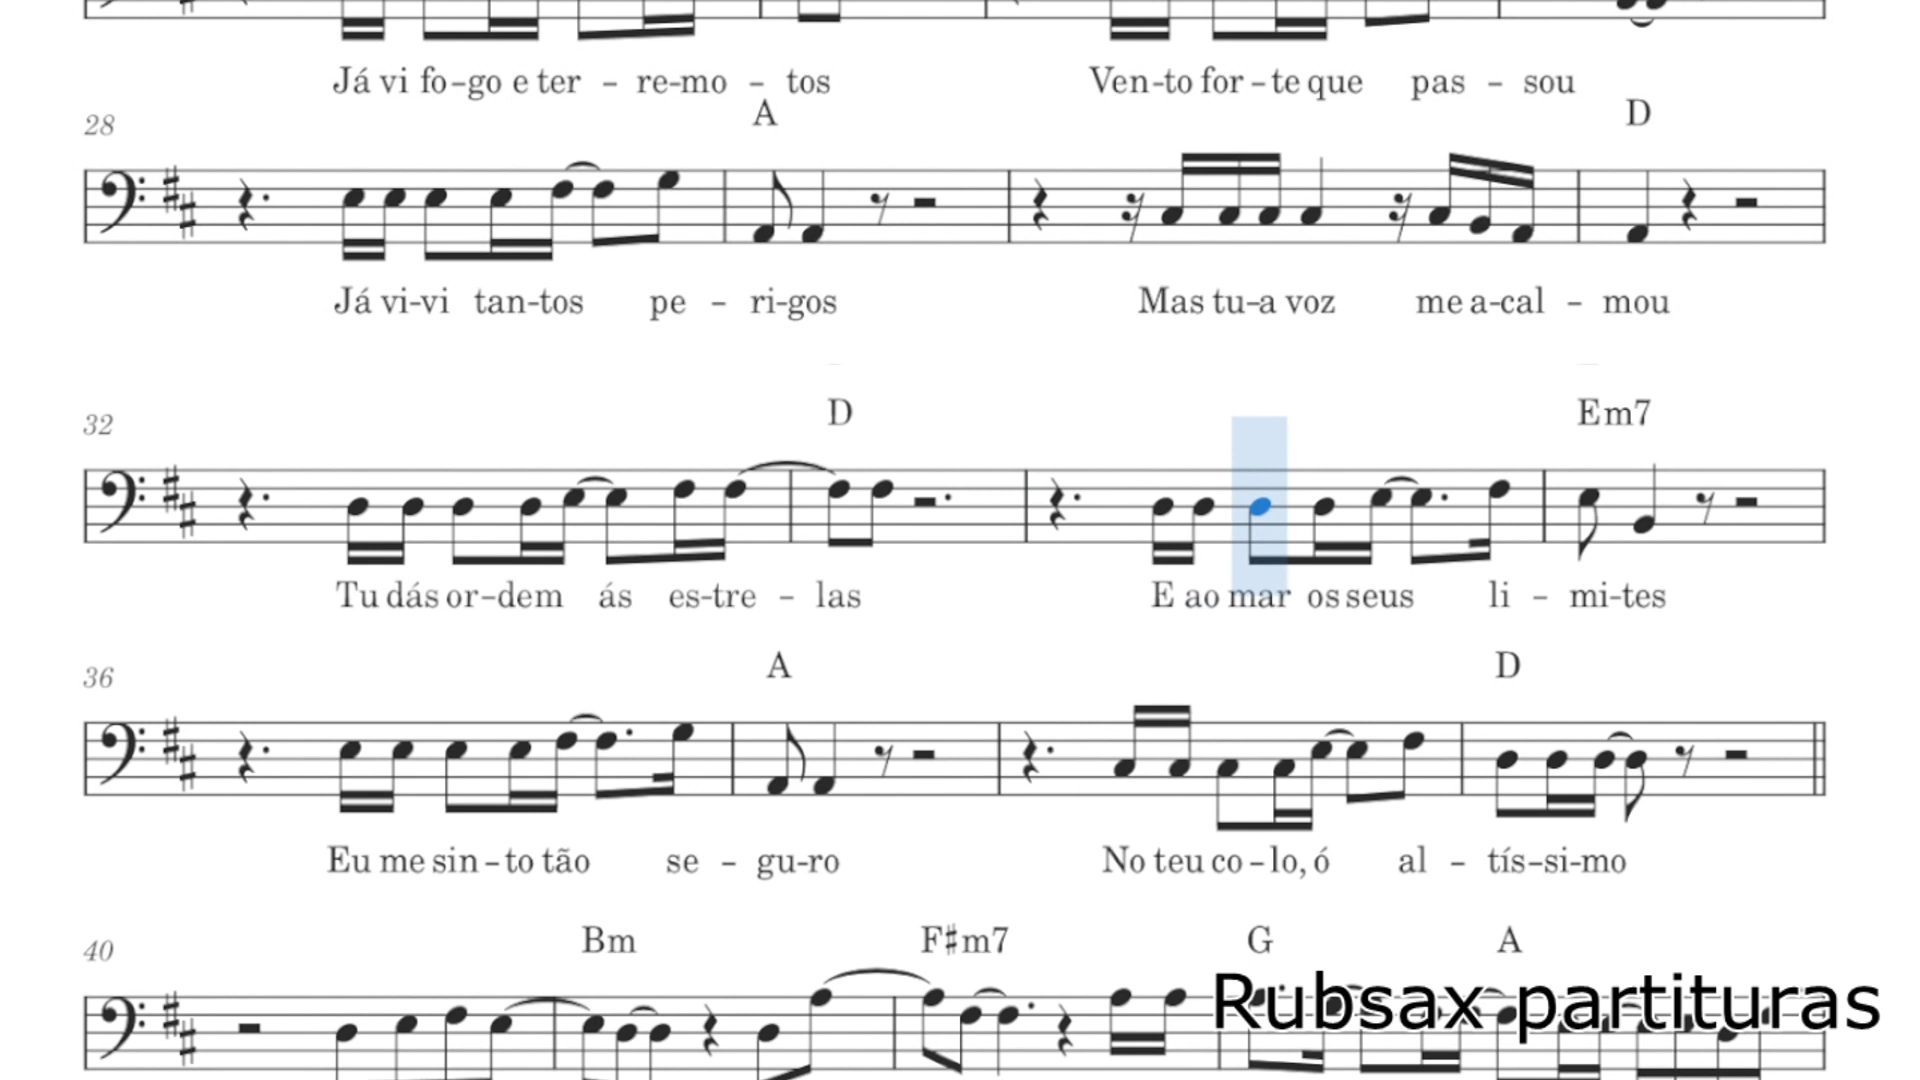 Já vi fo-go e ter - re-mo - tos Ven-to for-te que pas - sou
28 A D
Já vi-vi tan-tos pe - ri-gos Mas tu-a voz me a-cal - mou
32 D Em7
Tu dás or-dem ás es-tre - las E ao mar os seus li - mi-tes
36 A D
Eu me sin-to tão se - gu-ro No teu co-lo, ó al - tís-si-mo
40 Bm F♯m7 G A
Rubsax partituras